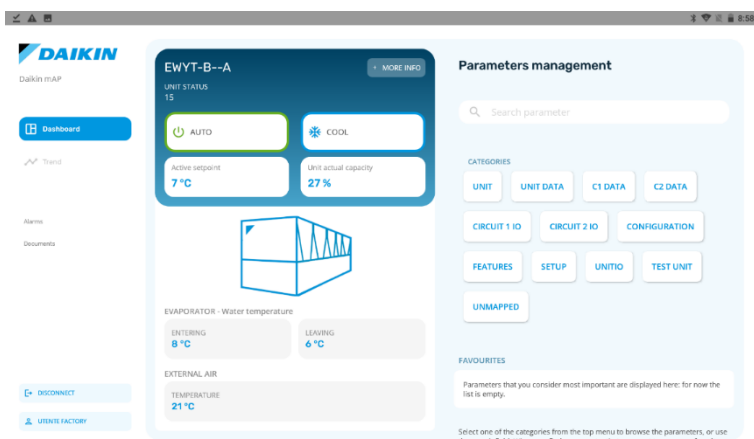 8:58
DAIKIN
Daikin mAP
Dashboard
Trend
Alarms
Documents
DISCONNECT
UTENTE FACTORY
EWYT-B--A
+ MORE INFO
UNIT STATUS
15
AUTO
COOL
Active setpoint
7 °C
Unit actual capacity
27 %
EVAPORATOR - Water temperature
ENTERING
8 °C
LEAVING
6 °C
EXTERNAL AIR
TEMPERATURE
21 °C
Parameters management
Search parameter
CATEGORIES
UNIT
UNIT DATA
C1 DATA
C2 DATA
CIRCUIT 1 IO
CIRCUIT 2 IO
CONFIGURATION
FEATURES
SETUP
UNITIO
TEST UNIT
UNMAPPED
FAVOURITES
Parameters that you consider most important are displayed here: for now the
list is empty.
Select one of the categories from the top menu to browse the parameters, or use